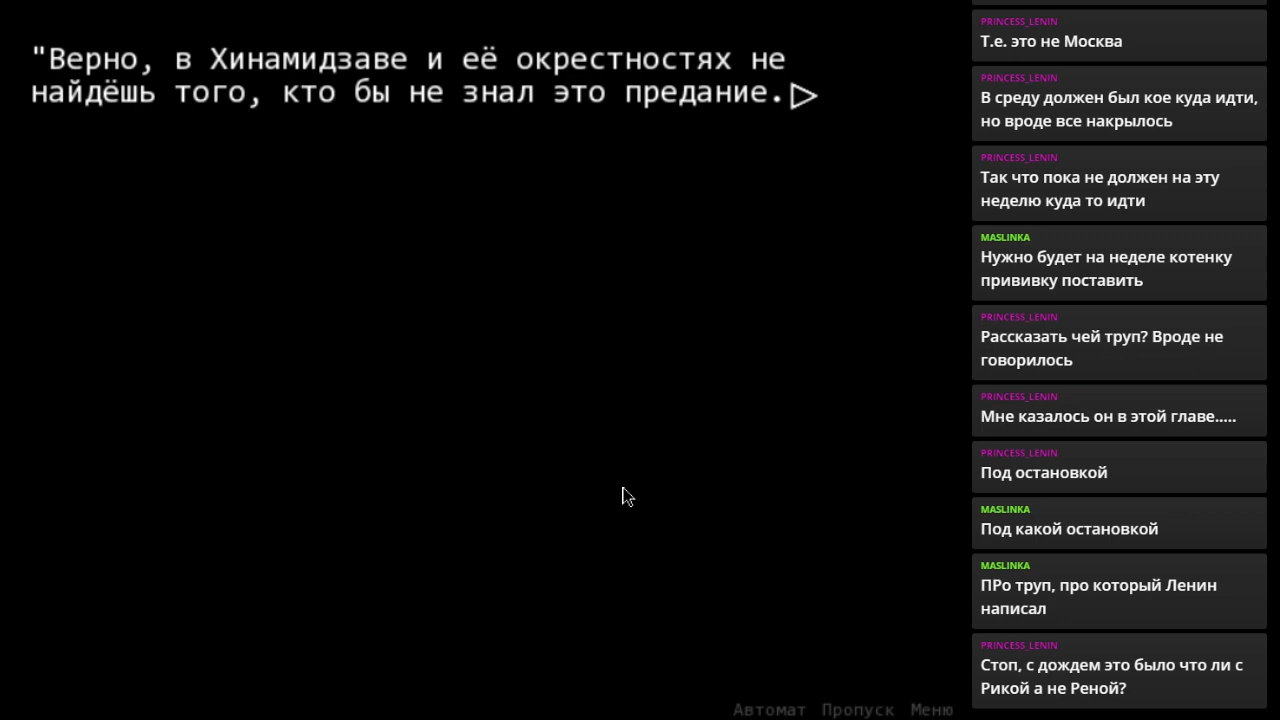 "Верно, в Хинамидзаве и её окрестностях не
найдёшь того, кто бы не знал это предание.
PRINCESS_LENIN
Т.е. это не Москва
PRINCESS_LENIN
В среду должен был кое куда идти,
но вроде все накрылось
PRINCESS_LENIN
Так что пока не должен на эту
неделю куда то идти
MASLINKA
Нужно будет на неделе котенку
прививку поставить
PRINCESS_LENIN
Рассказать чей труп? Вроде не
говорилось
PRINCESS_LENIN
Мне казалось он в этой главе.....
PRINCESS_LENIN
Под остановкой
MASLINKA
Под какой остановкой
MASLINKA
ПРо труп, про который Ленин
написал
PRINCESS_LENIN
Стоп, с дождем это было что ли с
Рикой а не Реной?
Автомат Пропуск Меню